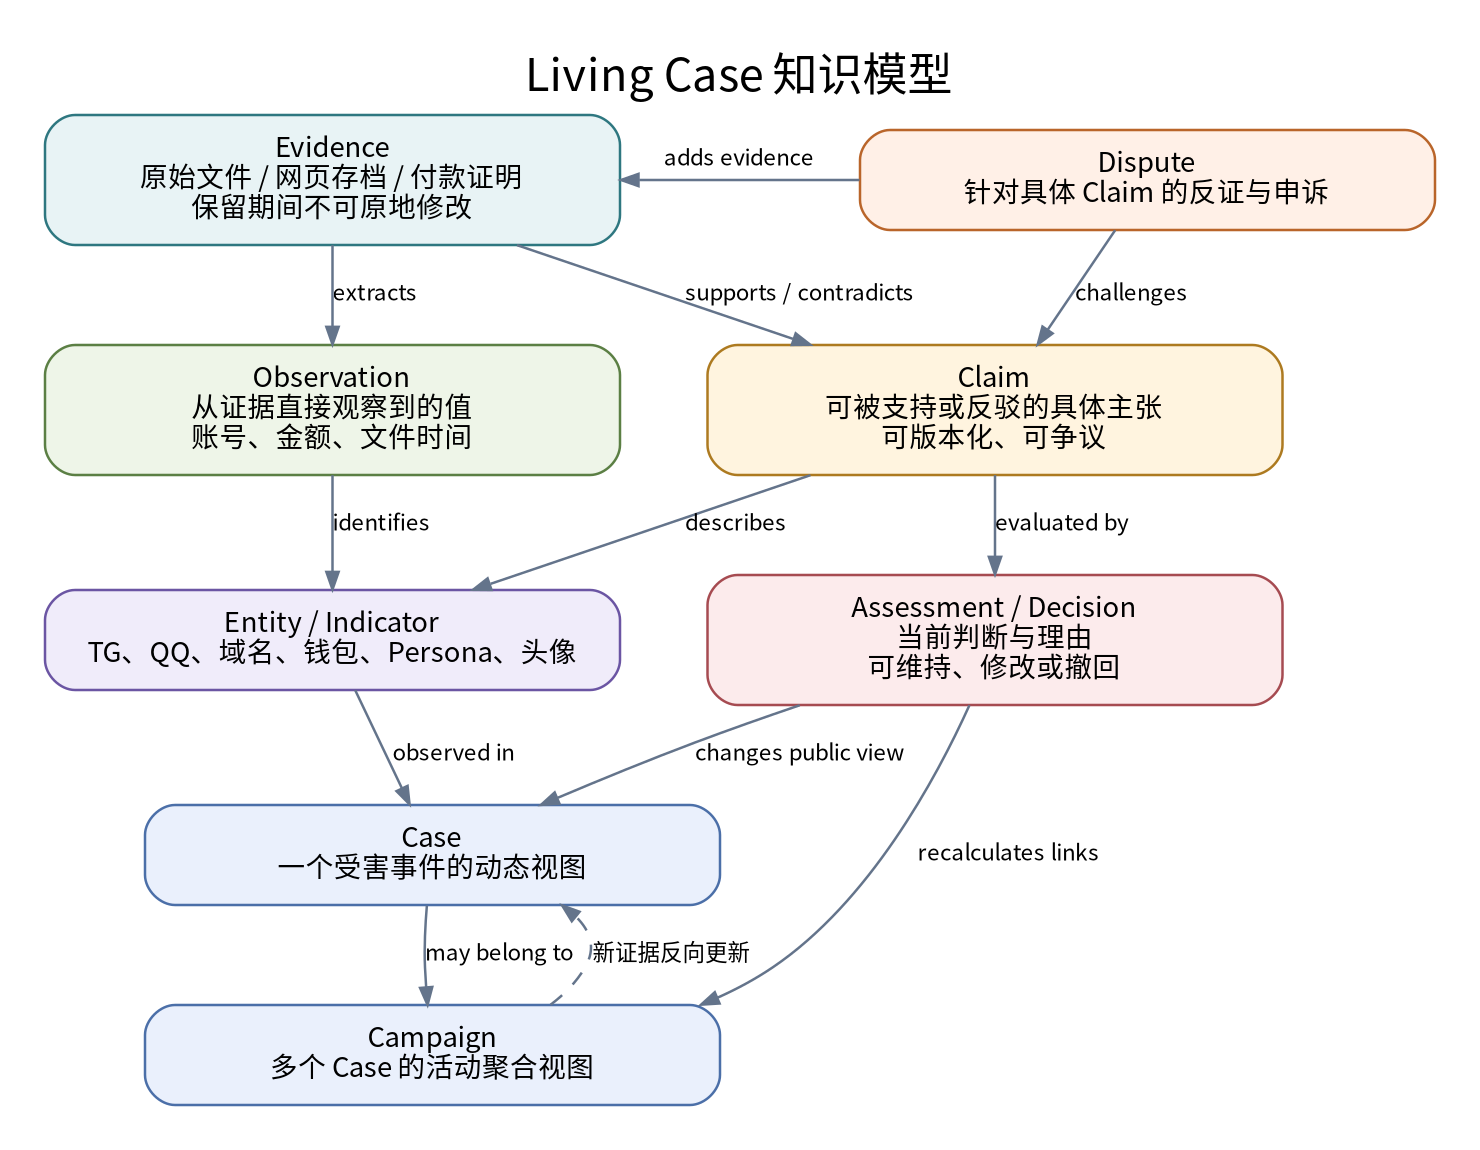 Living Case 知识模型
Evidence
原始文件 / 网页存档 / 付款证明
保留期间不可原地修改
adds evidence
Dispute
针对具体 Claim 的反证与申诉
extracts
supports / contradicts
challenges
Observation
从证据直接观察到的值
账号、金额、文件时间
Claim
可被支持或反驳的具体主张
可版本化、可争议
identifies
describes
evaluated by
Entity / Indicator
TG、QQ、域名、钱包、Persona、头像
Assessment / Decision
当前判断与理由
可维持、修改或撤回
observed in
changes public view
Case
一个受害事件的动态视图
recalculates links
may belong to
新证据反向更新
Campaign
多个 Case 的活动聚合视图